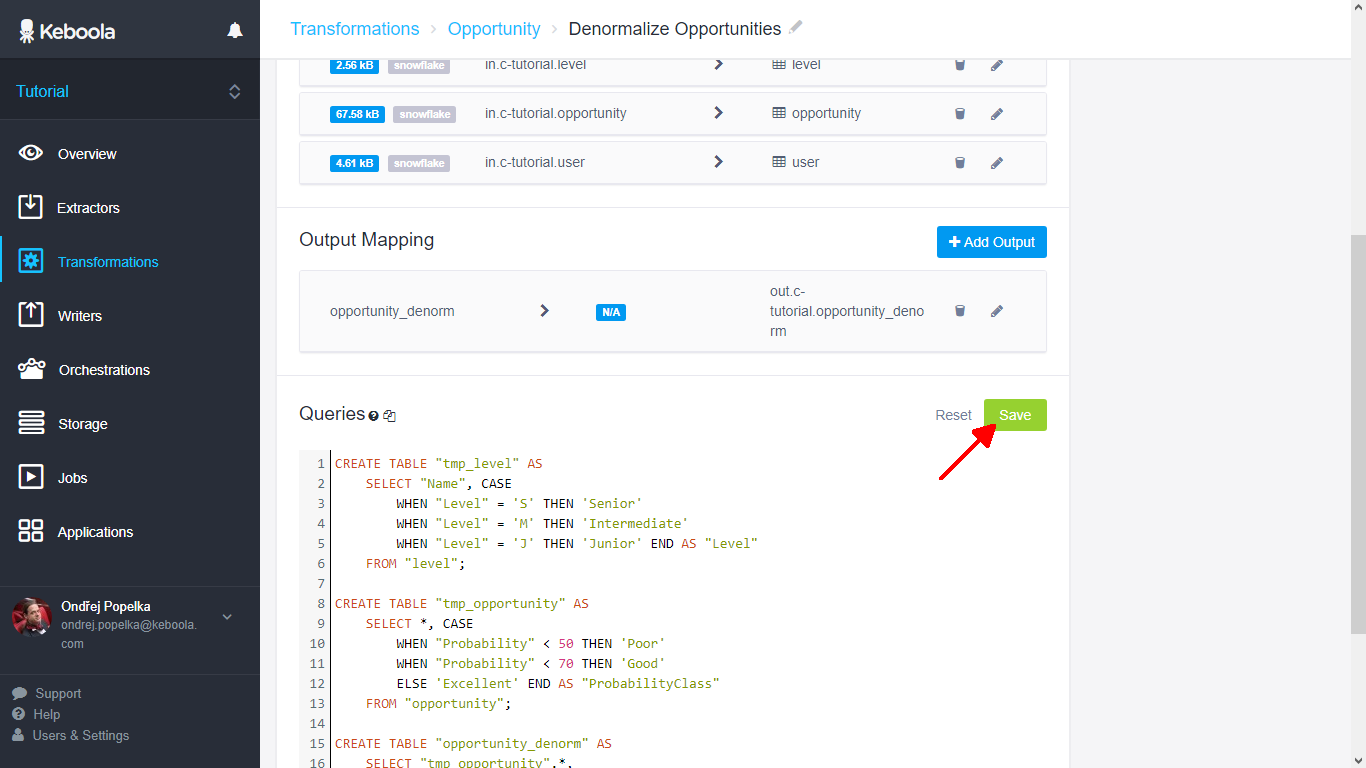 Keboola
Transformations › Opportunity › Denormalize Opportunities
Tutorial
Overview
Extractors
Transformations
Writers
Orchestrations
Storage
Jobs
Applications
Ondřej Popelka
ondrej.popelka@keboola.
com
Support
Help
Users & Settings
2.56 kB snowflake in.c-tutorial.level level
67.58 kB snowflake in.c-tutorial.opportunity opportunity
4.61 kB snowflake in.c-tutorial.user user
Output Mapping
Add Output
opportunity_denorm N/A
out.c-
tutorial.opportunity_deno
rm
Queries
Reset Save
1 CREATE TABLE "tmp_level" AS
2 SELECT "Name", CASE
3 WHEN "Level" = 'S' THEN 'Senior'
4 WHEN "Level" = 'M' THEN 'Intermediate'
5 WHEN "Level" = 'J' THEN 'Junior' END AS "Level"
6 FROM "level";
7
8 CREATE TABLE "tmp_opportunity" AS
9 SELECT *, CASE
10 WHEN "Probability" < 50 THEN 'Poor'
11 WHEN "Probability" < 70 THEN 'Good'
12 ELSE 'Excellent' END AS "ProbabilityClass"
13 FROM "opportunity";
14
15 CREATE TABLE "opportunity_denorm" AS
16 SELECT "tmp_opportunity".*,